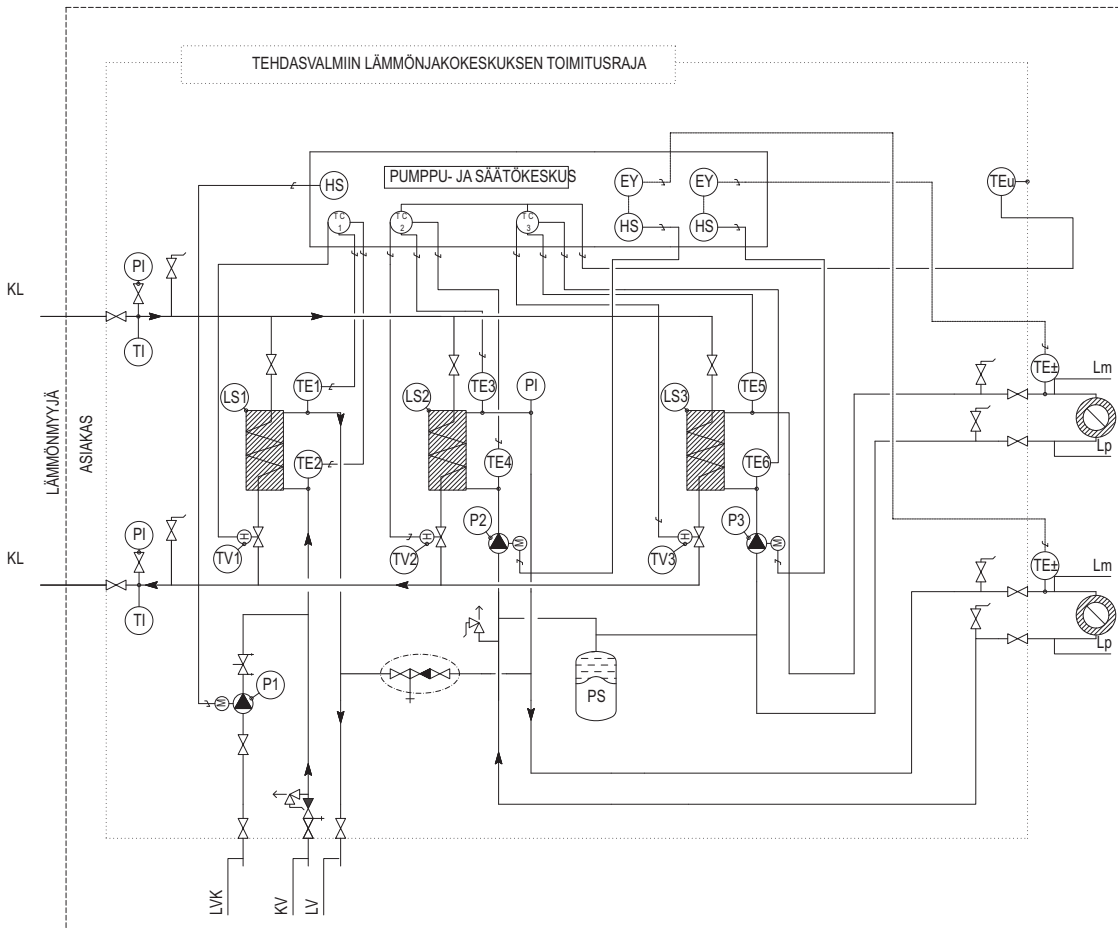 TEHDASVALMIIN LÄMMÖNJAKOKESKUKSEN TOIMITUSRAJA
PUMPPU- JA SÄÄTÖKESKUS
HS
EY
EY
TEu
TC
1
TC
2
TC
3
HS
HS
KL
PI
TI
TE±
Lm
LS1
TE1
LS2
TE3
PI
LS3
TE5
Lp
TE2
TE4
TE6
LÄMMÖNMYYJÄ
ASIAKAS
P2
P3
KL
PI
H
TV1
H
TV2
M
H
TV3
M
TE±
Lm
TI
Lp
P1
M
PS
LVK
KV
LV